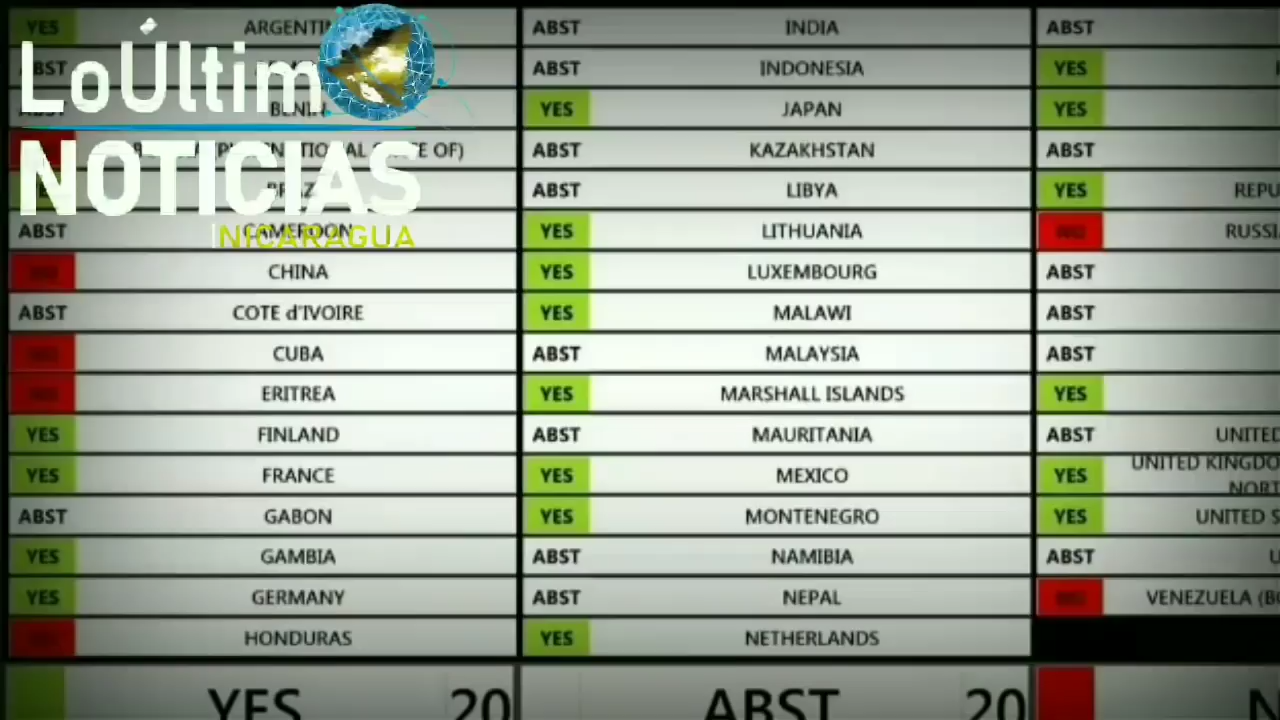 YES ARGENTIN ABST INDIA ABST
ABST ABST INDONESIA YES
BENIN YES JAPAN YES
ABST KAZAKHSTAN ABST
ABST LIBYA YES REPU
ABST CAMEROON YES LITHUANIA RUSSI
CHINA YES LUXEMBOURG ABST
ABST COTE d'IVOIRE YES MALAWI ABST
CUBA ABST MALAYSIA ABST
ERITREA YES MARSHALL ISLANDS YES
YES FINLAND ABST MAURITANIA ABST UNITED
YES FRANCE YES MEXICO YES UNITED KINGDO
NORT
ABST GABON YES MONTENEGRO YES UNITED S
YES GAMBIA ABST NAMIBIA ABST U
YES GERMANY ABST NEPAL VENEZUELA (BO
HONDURAS YES NETHERLANDS
YES 20 ABST 20 N
LoÚltimo
NOTICIAS
NICARAGUA